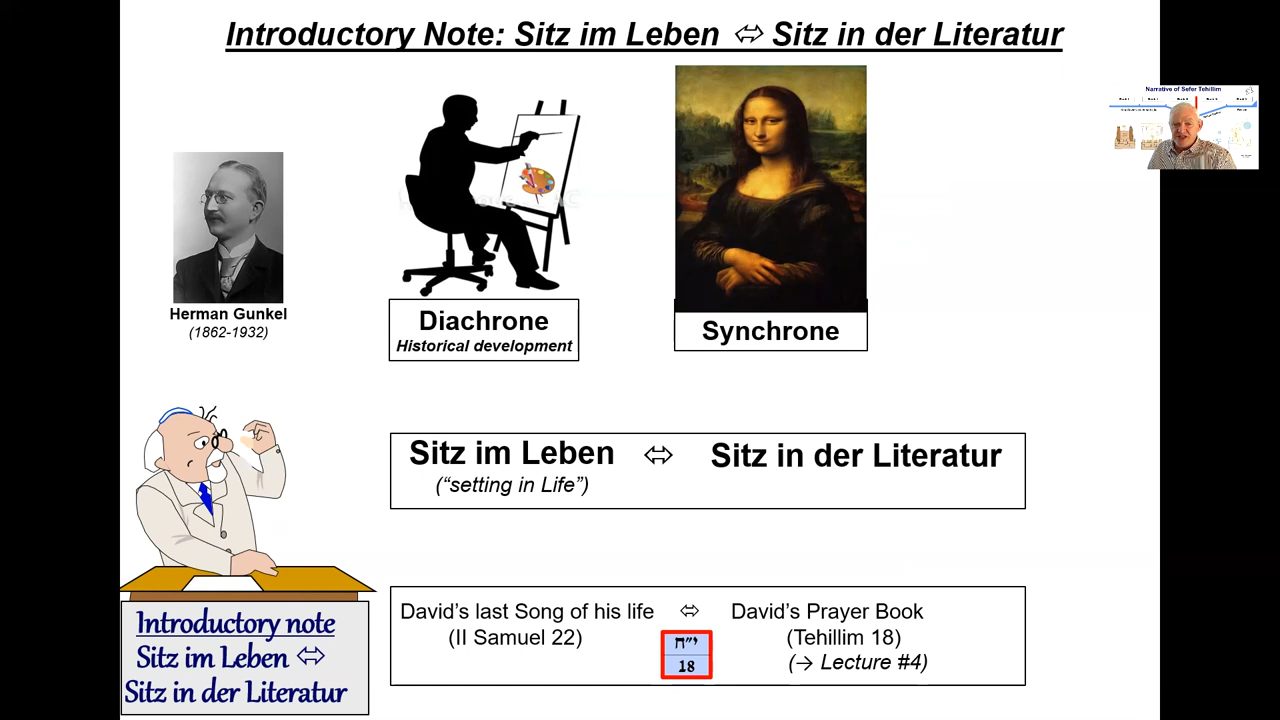 Introductory Note: Sitz im Leben ⬄ Sitz in der Literatur
Narrative of Sefer Tehillim
Herman Gunkel
(1862-1932)
Diachrone
Historical development
Synchrone
Sitz im Leben ⬄ Sitz in der Literatur
("setting in Life")
David's last Song of his life ⬄ David's Prayer Book
(II Samuel 22) (Tehillim 18)
י״ח
18
(→ Lecture #4)
Introductory note
Sitz im Leben ⬄
Sitz in der Literatur